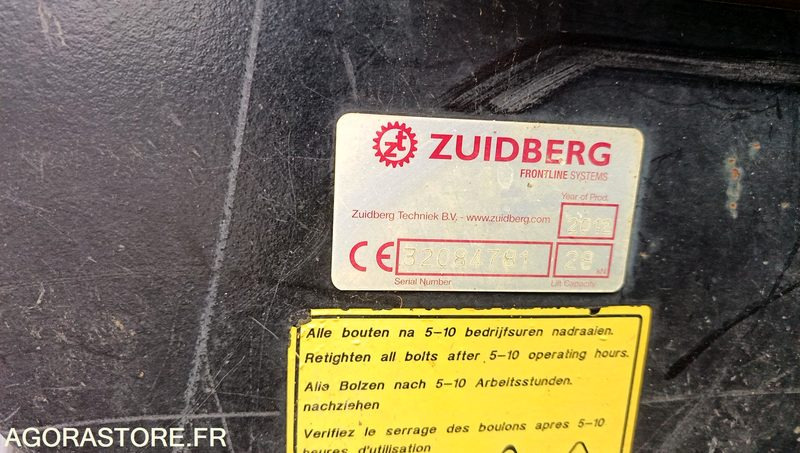 zt ZUIDBERG
FRONTLINE SYSTEMS
Year of Prod.
Zuidberg Techniek B.V. - www.zuidberg.com 2012
CE 32084781 28 kN
Serial Number Lift Capacity
Alle bouten na 5-10 bedrijfsuren nadraaien.
Retighten all bolts after 5-10 operating hours.
Alle Bolzen nach 5-10 Arbeitsstunden.
nachziehen
Verifiez le serrage des boulons apres 5-10
heures d'utilisation
AGORASTORE.FR